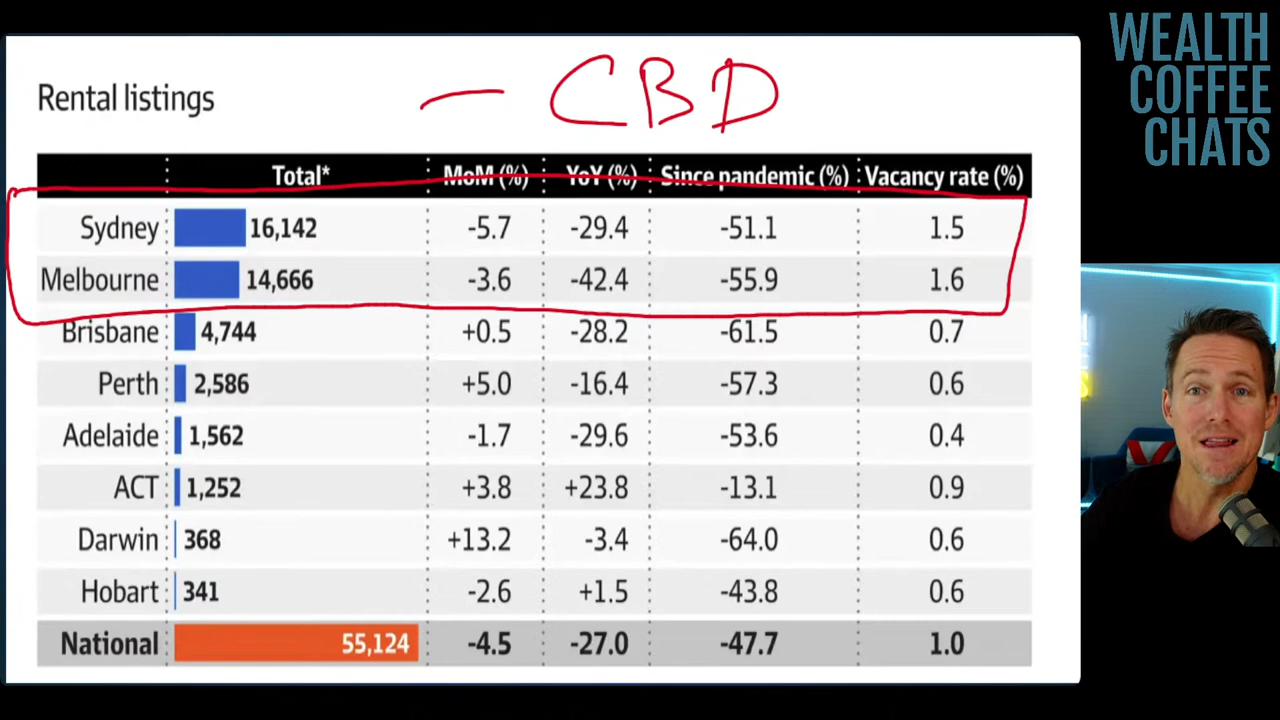 WEALTH
COFFEE
CHATS
Rental listings
— CBD
Total* MoM (%) YoY (%) Since pandemic (%) Vacancy rate (%)
Sydney 16,142 -5.7 -29.4 -51.1 1.5
Melbourne 14,666 -3.6 -42.4 -55.9 1.6
Brisbane 4,744 +0.5 -28.2 -61.5 0.7
Perth 2,586 +5.0 -16.4 -57.3 0.6
Adelaide 1,562 -1.7 -29.6 -53.6 0.4
ACT 1,252 +3.8 +23.8 -13.1 0.9
Darwin 368 +13.2 -3.4 -64.0 0.6
Hobart 341 -2.6 +1.5 -43.8 0.6
National 55,124 -4.5 -27.0 -47.7 1.0